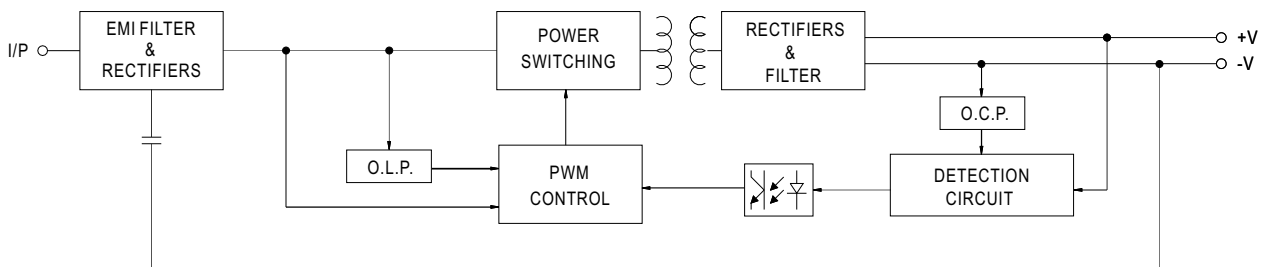 I/P
EMI FILTER
&
RECTIFIERS
POWER
SWITCHING
RECTIFIERS
&
FILTER
+V
-V
O.C.P.
O.L.P.
PWM
CONTROL
DETECTION
CIRCUIT